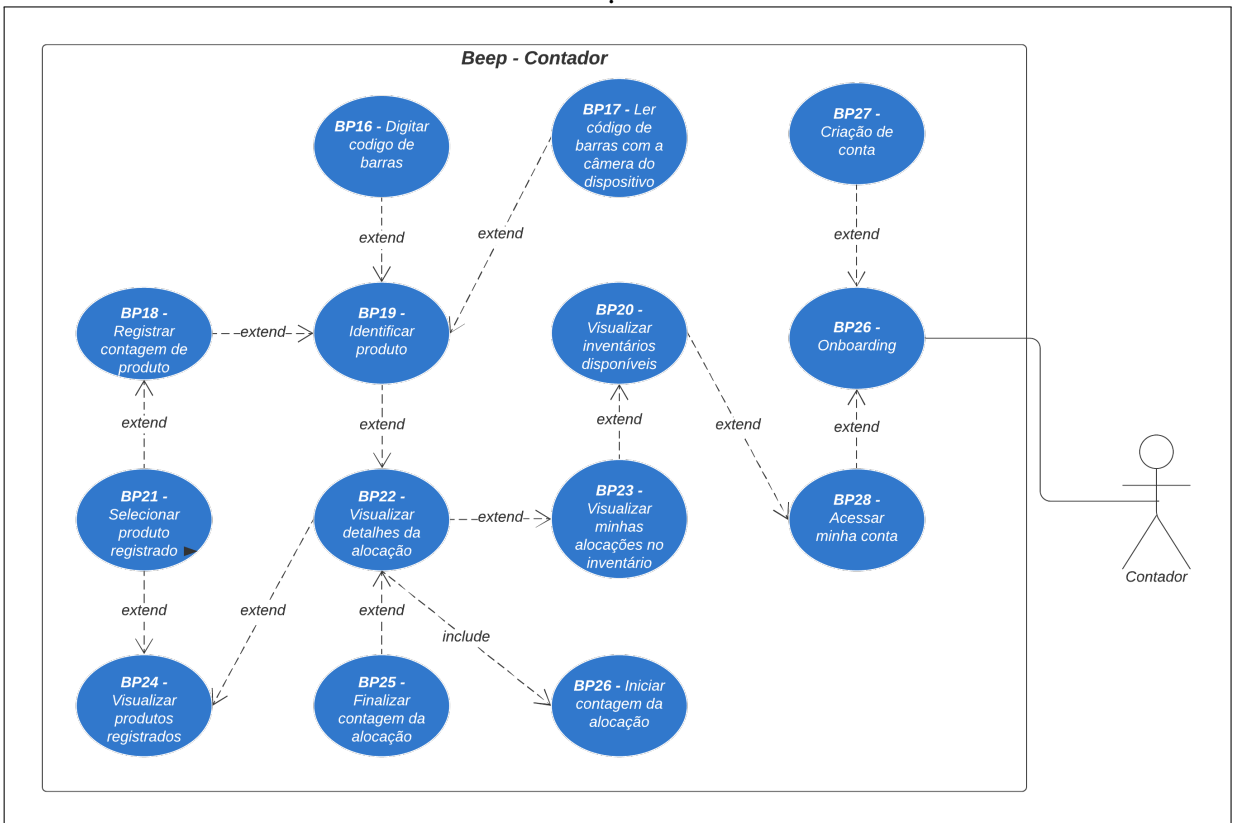 Beep - Contador
BP16 - Digitar
codigo de
barras
BP17 - Ler
código de
barras com a
câmera do
dispositivo
BP27 -
Criação de
conta
extend
extend
extend
BP18 -
Registrar
contagem de
produto
extend
BP19 -
Identificar
produto
BP20 -
Visualizar
inventários
disponíveis
BP26 -
Onboarding
extend
extend
extend
extend
extend
BP21 -
Selecionar
produto
registrado
BP22 -
Visualizar
detalhes da
alocação
extend
BP23 -
Visualizar
minhas
alocações no
inventário
BP28 -
Acessar
minha conta
Contador
extend
extend
extend
include
BP24 -
Visualizar
produtos
registrados
BP25 -
Finalizar
contagem da
alocação
BP26 - Iniciar
contagem da
alocação